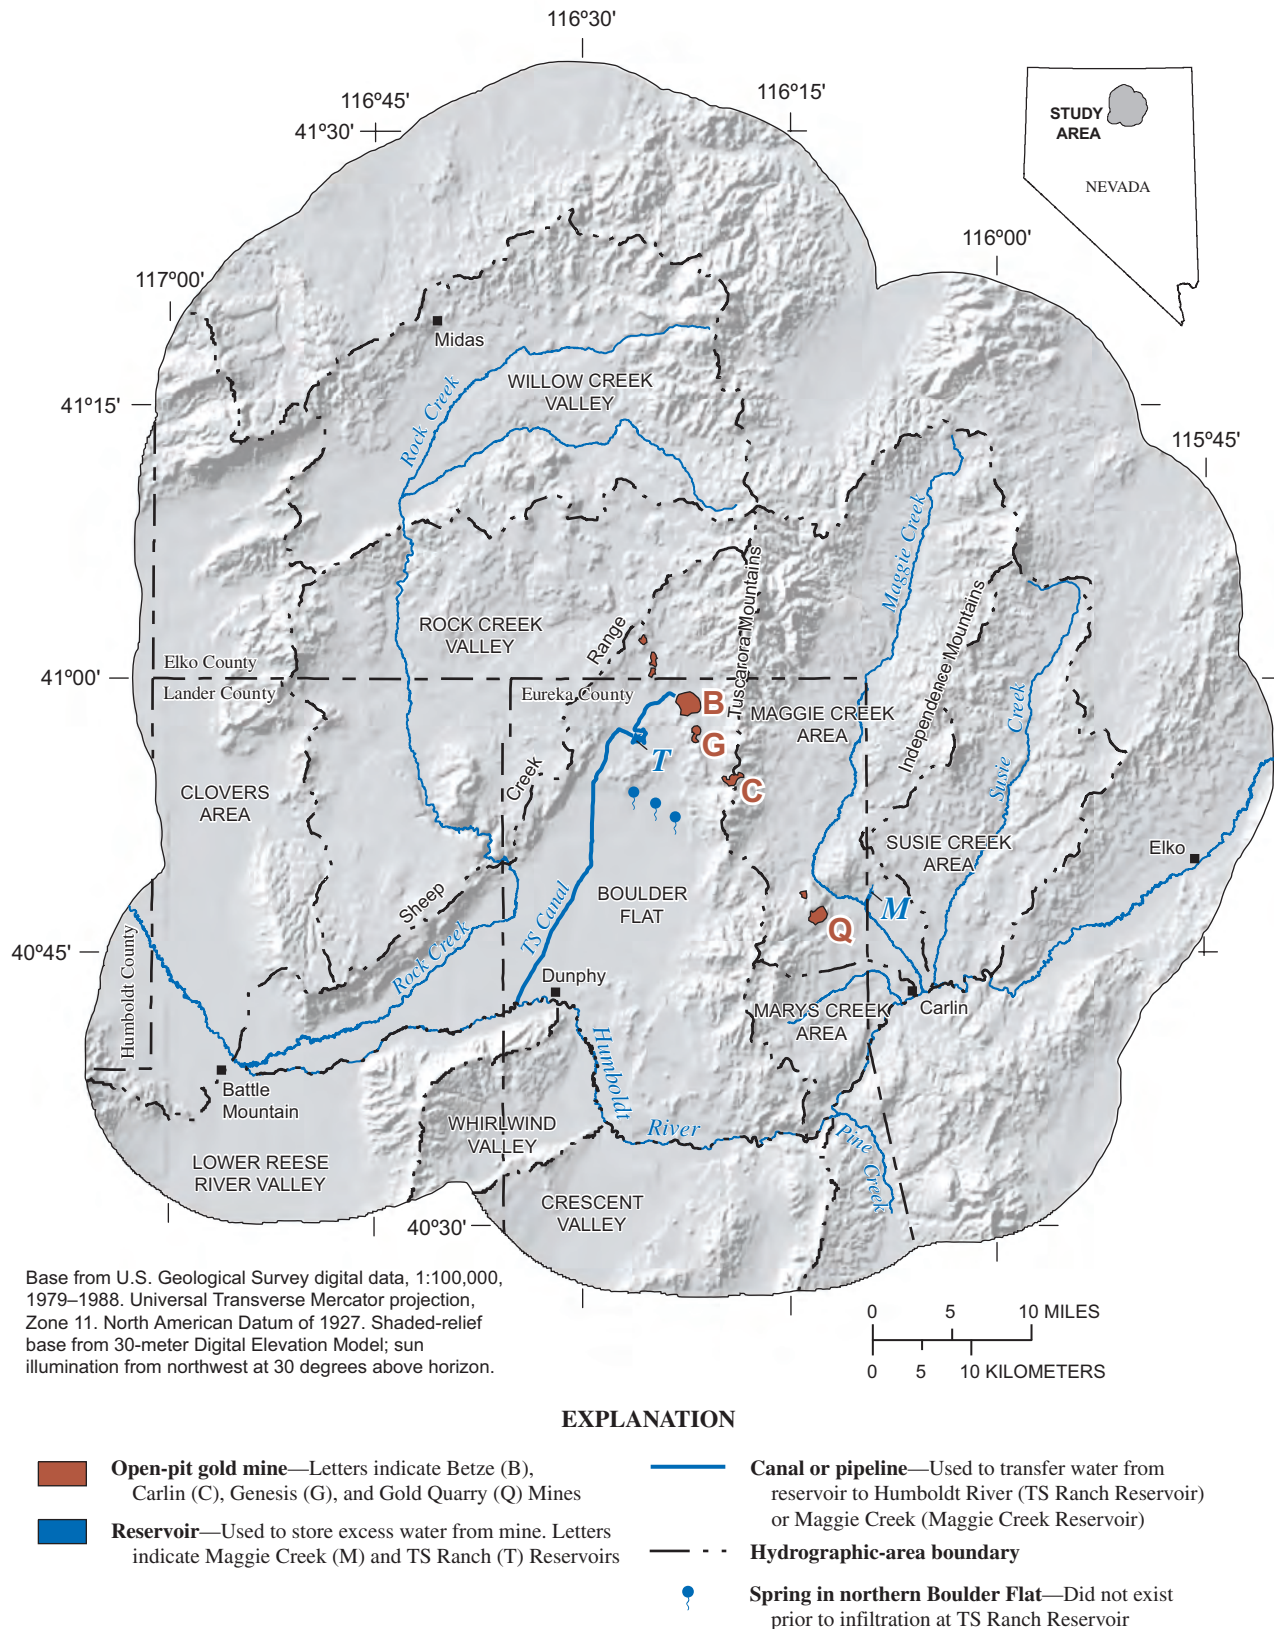 116º30'
116º45'
116º15'
41º30'
STUDY
AREA
NEVADA
116º00'
117º00'
Midas
Rock Creek
WILLOW CREEK
VALLEY
41º15'
115º45'
Maggie Creek
Tuscarora Mountains
Independence Mountains
ROCK CREEK
VALLEY
Range
Elko County
41º00'
Lander County
Eureka County
B
MAGGIE CREEK
AREA
G
T
Susie Creek
Creek
C
CLOVERS
AREA
SUSIE CREEK
AREA
Elko
Sheep
BOULDER
FLAT
M
Q
TS Canal
Rock Creek
40º45'
Humboldt County
Dunphy
Carlin
MARYS CREEK
AREA
Humboldt
River
Battle
Mountain
WHIRLWIND
VALLEY
Pine Creek
LOWER REESE
RIVER VALLEY
CRESCENT
VALLEY
40º30'
Base from U.S. Geological Survey digital data, 1:100,000,
1979–1988. Universal Transverse Mercator projection,
Zone 11. North American Datum of 1927. Shaded-relief
base from 30-meter Digital Elevation Model; sun
illumination from northwest at 30 degrees above horizon.
0 5 10 MILES
0 5 10 KILOMETERS
EXPLANATION
Open-pit gold mine—Letters indicate Betze (B),
Carlin (C), Genesis (G), and Gold Quarry (Q) Mines
Reservoir—Used to store excess water from mine. Letters
indicate Maggie Creek (M) and TS Ranch (T) Reservoirs
Canal or pipeline—Used to transfer water from
reservoir to Humboldt River (TS Ranch Reservoir)
or Maggie Creek (Maggie Creek Reservoir)
Hydrographic-area boundary
Spring in northern Boulder Flat—Did not exist
prior to infiltration at TS Ranch Reservoir